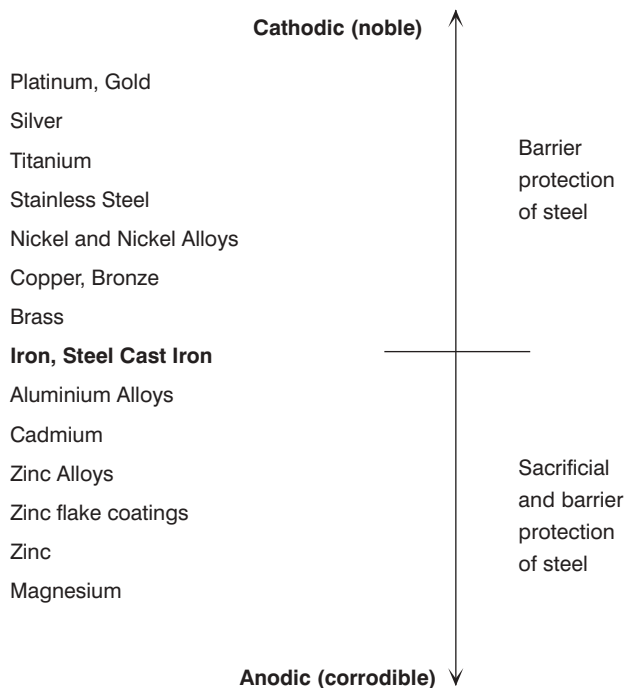 Cathodic (noble)
Platinum, Gold
Silver
Titanium
Stainless Steel
Nickel and Nickel Alloys
Copper, Bronze
Brass
Barrier
protection
of steel
Iron, Steel Cast Iron
Aluminium Alloys
Cadmium
Zinc Alloys
Zinc flake coatings
Zinc
Magnesium
Sacrificial
and barrier
protection
of steel
Anodic (corrodible)